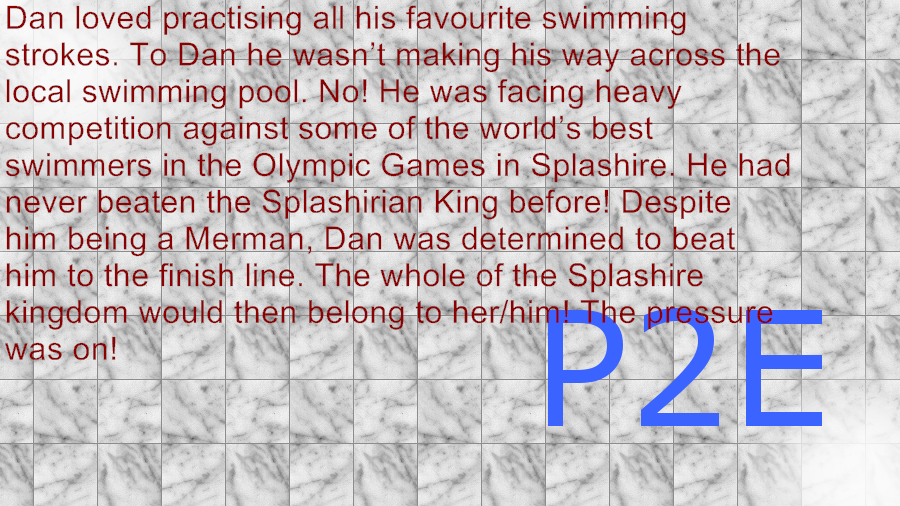 Dan loved practising all his favourite swimming
strokes. To Dan he wasn’t making his way across the
local swimming pool. No! He was facing heavy
competition against some of the world’s best
swimmers in the Olympic Games in Splashire. He had
never beaten the Splashirian King before! Despite
him being a Merman, Dan was determined to beat
him to the finish line. The whole of the Splashire
kingdom would then belong to her/him! The pressure
was on!
P2E